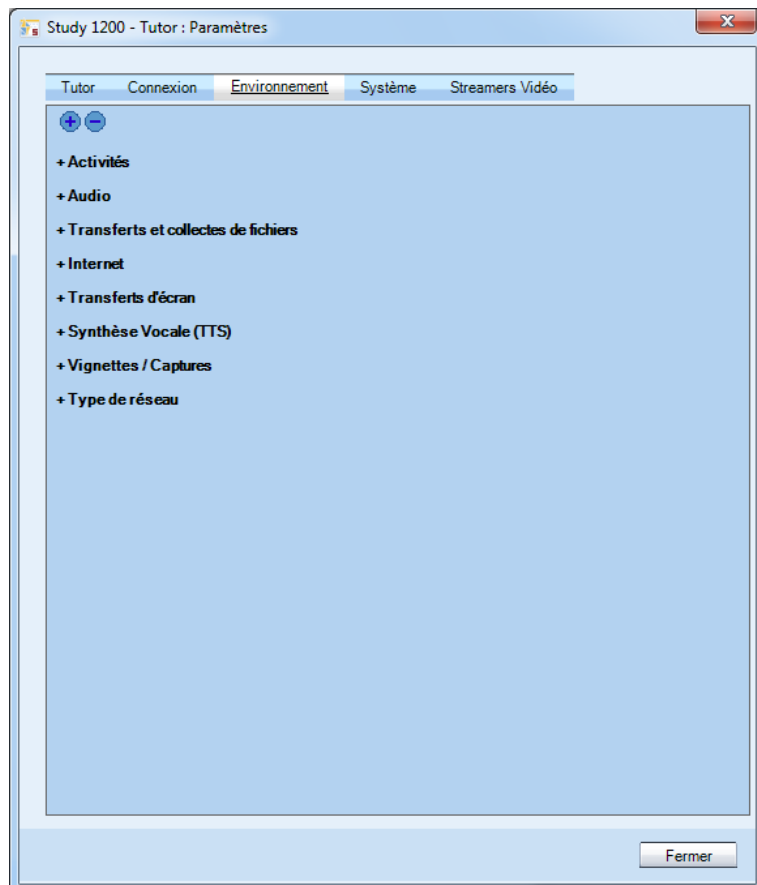 Study 1200 - Tutor : Paramètres
Tutor Connexion Environnement Système Streamers Vidéo
+ Activités
+ Audio
+ Transferts et collectes de fichiers
+ Internet
+ Transferts d'écran
+ Synthèse Vocale (TTS)
+ Vignettes / Captures
+ Type de réseau
Fermer